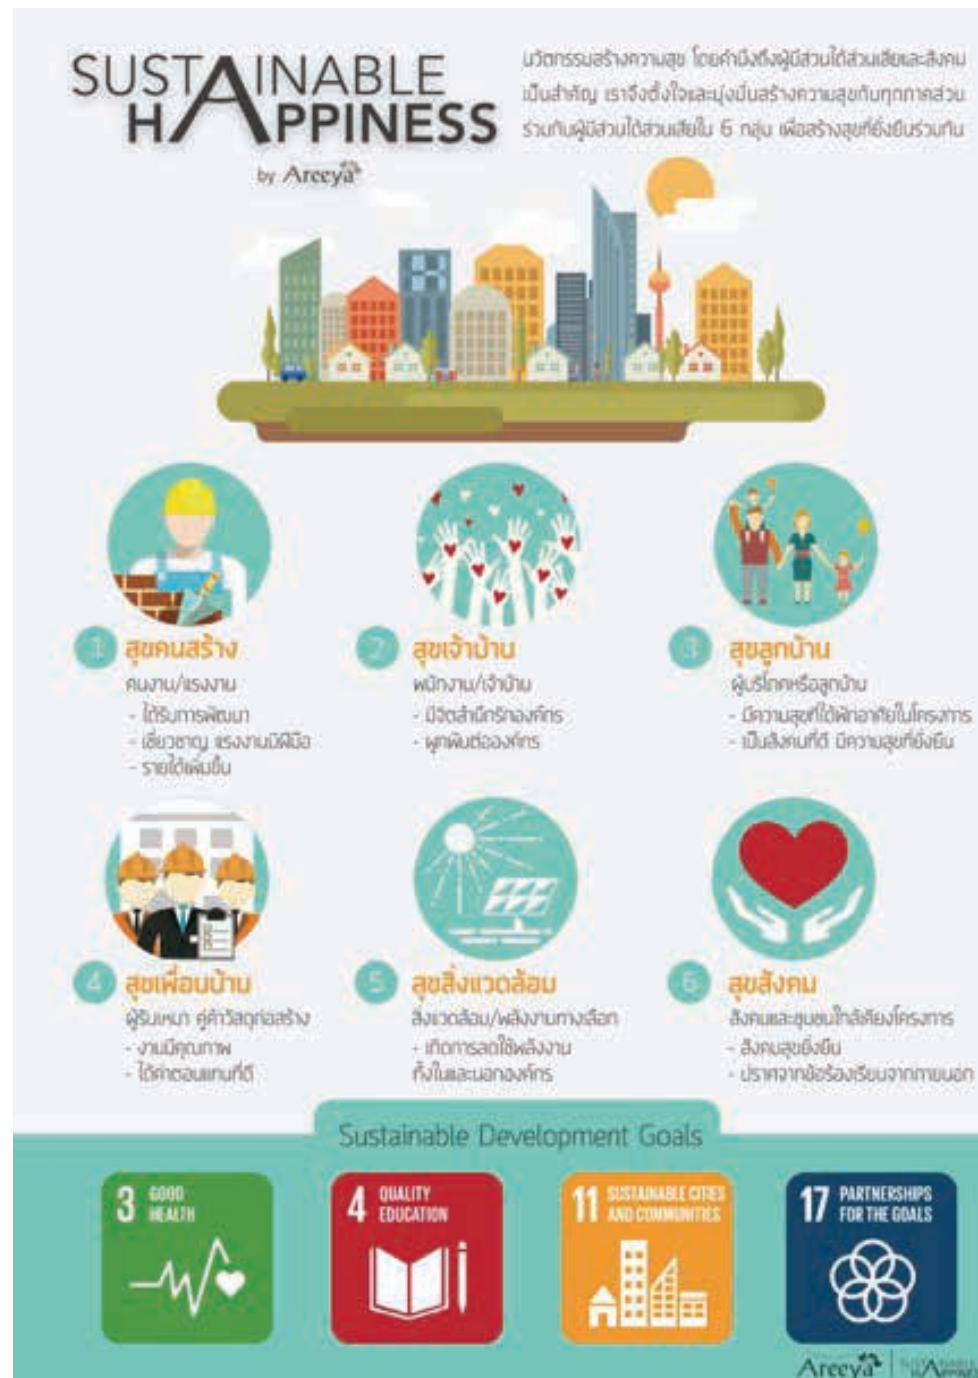 SUSTAINABLE
HAPPINESS
by Areeya
นวัตกรรมสร้างความสุข โดยคำนึงถึงผู้มีส่วนได้ส่วนเสียและสังคม
เป็นสำคัญ เราจึงตั้งใจและมุ่งมั่นสร้างความสุขกับทุกภาคส่วน
ร่วมกับผู้มีส่วนได้ส่วนเสียใน 6 กลุ่ม เพื่อสร้างสุขที่ยั่งยืนร่วมกัน
1 สุขคนสร้าง
คนงาน/แรงงาน
- ได้รับการพัฒนา
- เชี่ยวชาญ แรงงานมีฝีมือ
- รายได้เพิ่มขึ้น
2 สุขเจ้าบ้าน
พนักงาน/เจ้าบ้าน
- มีจิตสำนึกรักองค์กร
- ผูกพันต่อองค์กร
3 สุขลูกบ้าน
ผู้บริโภคหรือลูกบ้าน
- มีความสุขที่ได้พักอาศัยในโครงการ
- เป็นสังคมที่ดี มีความสุขที่ยั่งยืน
4 สุขเพื่อนบ้าน
ผู้รับเหมา คู่ค้าวัสดุก่อสร้าง
- งานมีคุณภาพ
- ได้ค่าตอบแทนที่ดี
5 สุขสิ่งแวดล้อม
สิ่งแวดล้อม/พลังงานทางเลือก
- เกิดการลดใช้พลังงาน
ทั้งในและนอกองค์กร
6 สุขสังคม
สังคมและชุมชนใกล้เคียงโครงการ
- สังคมสุขยั่งยืน
- ปราศจากข้อร้องเรียนจากภายนอก
Sustainable Development Goals
3 GOOD
HEALTH
4 QUALITY
EDUCATION
11 SUSTAINABLE CITIES
AND COMMUNITIES
17 PARTNERSHIPS
FOR THE GOALS
Areeya